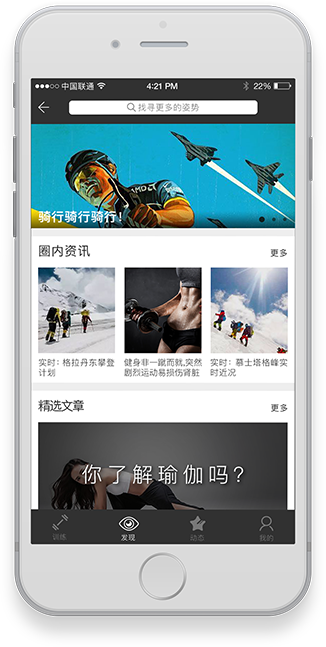 中国联通
4:21 PM
22%
找寻更多的姿势
骑行骑行骑行！
圈内资讯
更多
实时：格拉丹东攀登计划
健身非一蹴而就,突然剧烈运动易损伤肾脏
实时：慕士塔格峰实时近况
精选文章
更多
你了解瑜伽吗?
训练
发现
动态
我的